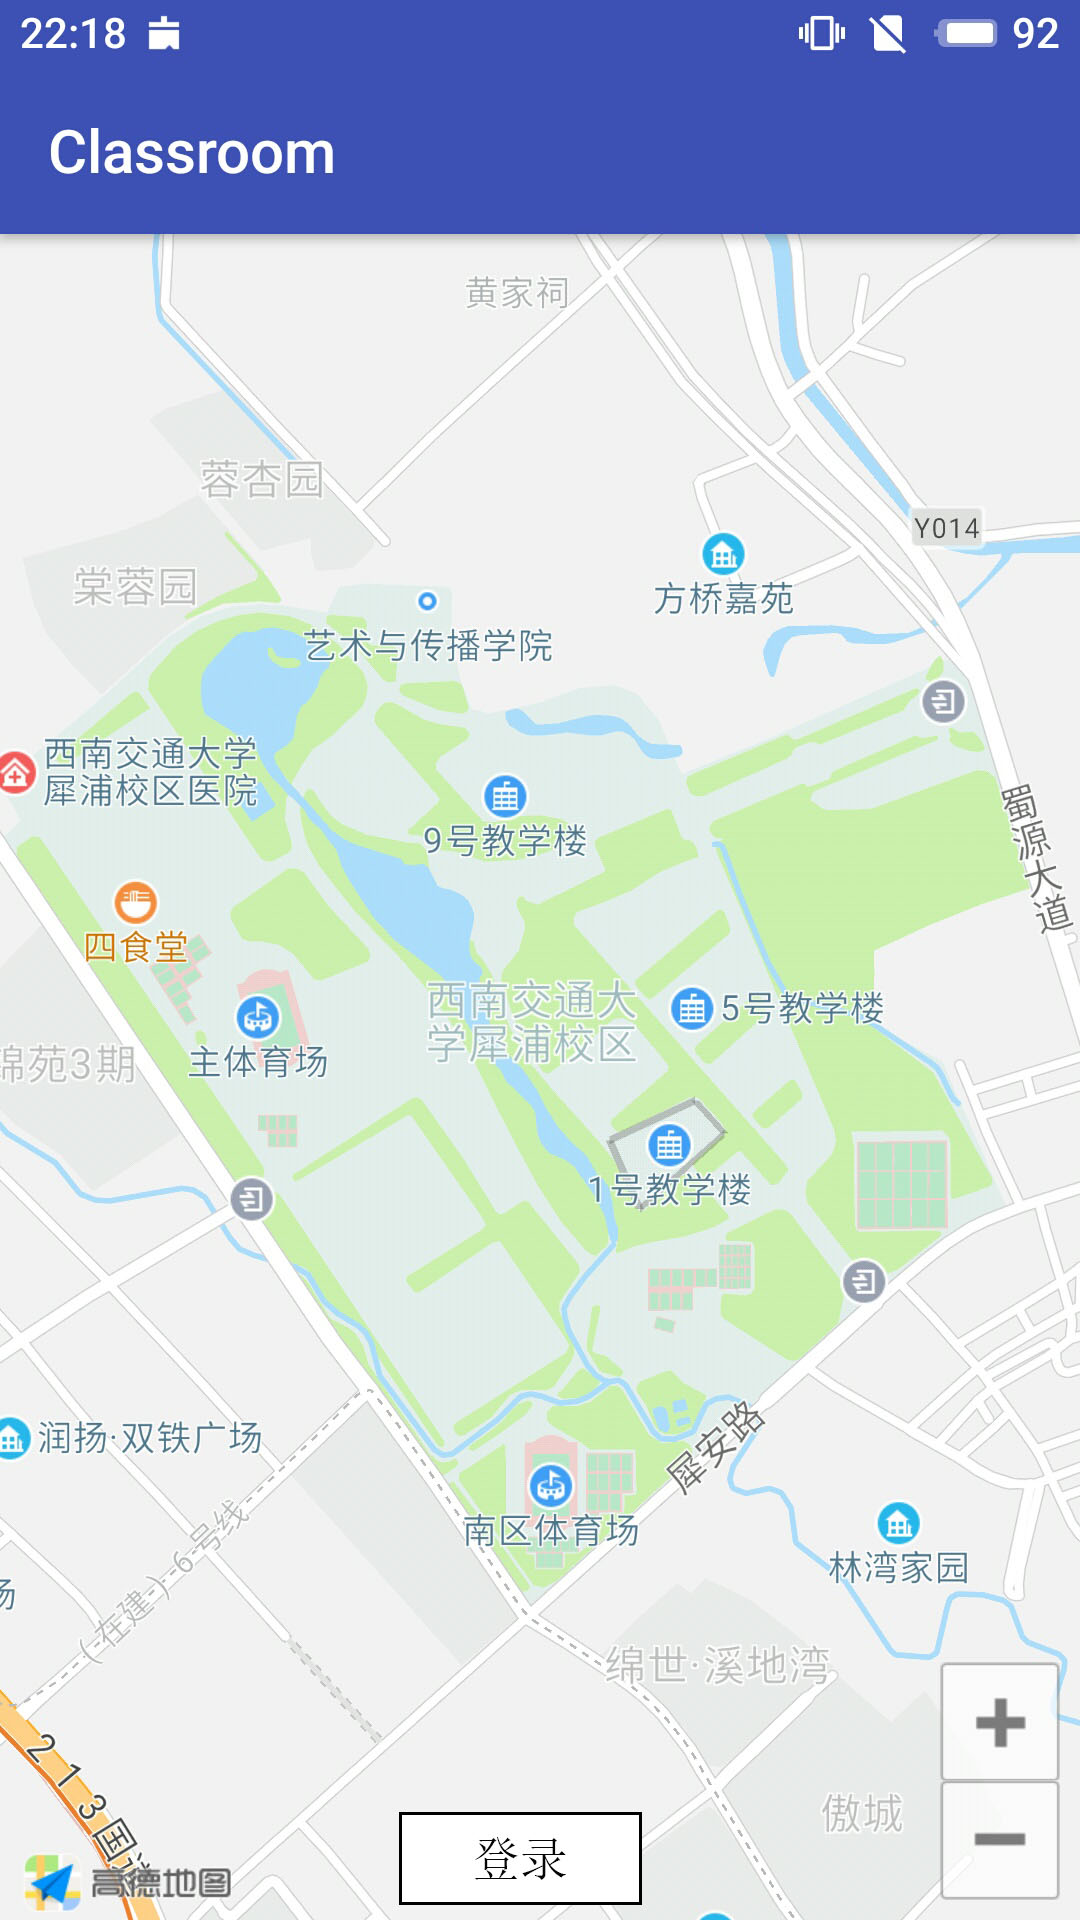 22:18
92
Classroom
黄家祠
蓉杏园
Y014
棠蓉园
方桥嘉苑
艺术与传播学院
西南交通大学
犀浦校区医院
蜀源大道
9号教学楼
四食堂
西南交通大
学犀浦校区
5号教学楼
锦苑3期
主体育场
1号教学楼
润扬·双铁广场
犀安路
南区体育场
(在建)6号线
林湾家园
场
绵世·溪地湾
213国道
傲城
登录
高德地图